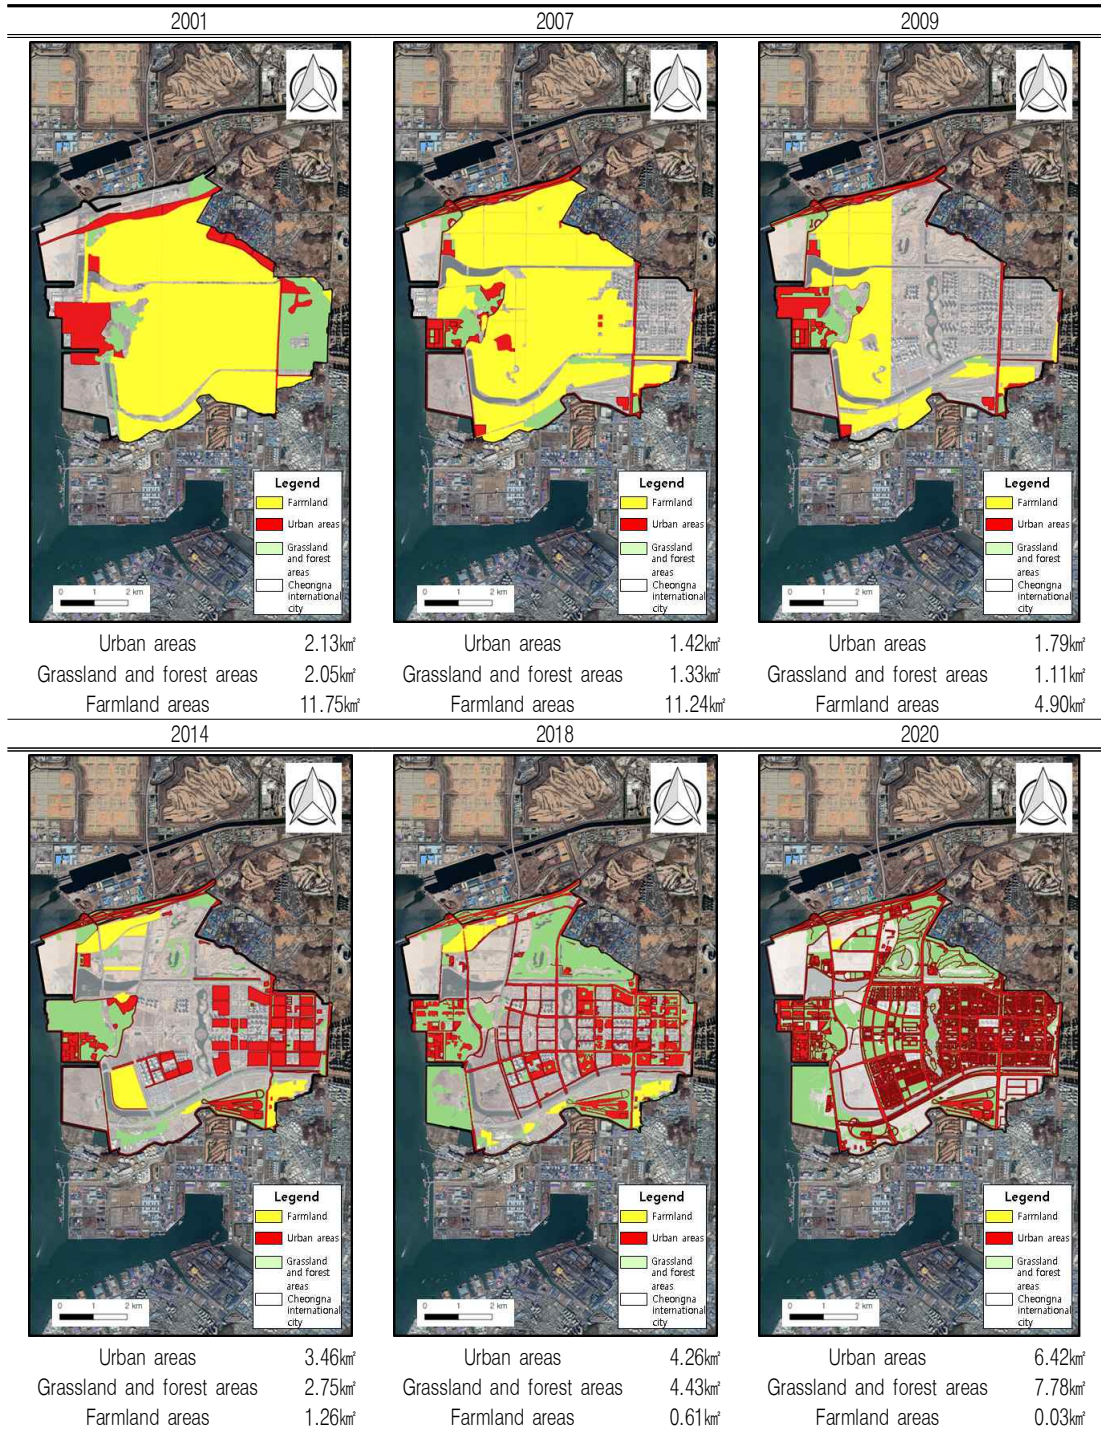 2001 2007 2009
Legend
Farmland
Urban areas
Grassland
and forest
areas
Cheongna
international
city
0 1 2 km
Legend
Farmland
Urban areas
Grassland
and forest
areas
Cheongna
international
city
0 1 2 km
Legend
Farmland
Urban areas
Grassland
and forest
areas
Cheongna
international
city
0 1 2 km
Urban areas 2.13㎢ Urban areas 1.42㎢ Urban areas 1.79㎢
Grassland and forest areas 2.05㎢ Grassland and forest areas 1.33㎢ Grassland and forest areas 1.11㎢
Farmland areas 11.75㎢ Farmland areas 11.24㎢ Farmland areas 4.90㎢
2014 2018 2020
Legend
Farmland
Urban areas
Grassland
and forest
areas
Cheongna
international
city
0 1 2 km
Legend
Farmland
Urban areas
Grassland
and forest
areas
Cheongna
international
city
0 1 2 km
Legend
Farmland
Urban areas
Grassland
and forest
areas
Cheongna
international
city
0 1 2 km
Urban areas 3.46㎢ Urban areas 4.26㎢ Urban areas 6.42㎢
Grassland and forest areas 2.75㎢ Grassland and forest areas 4.43㎢ Grassland and forest areas 7.78㎢
Farmland areas 1.26㎢ Farmland areas 0.61㎢ Farmland areas 0.03㎢